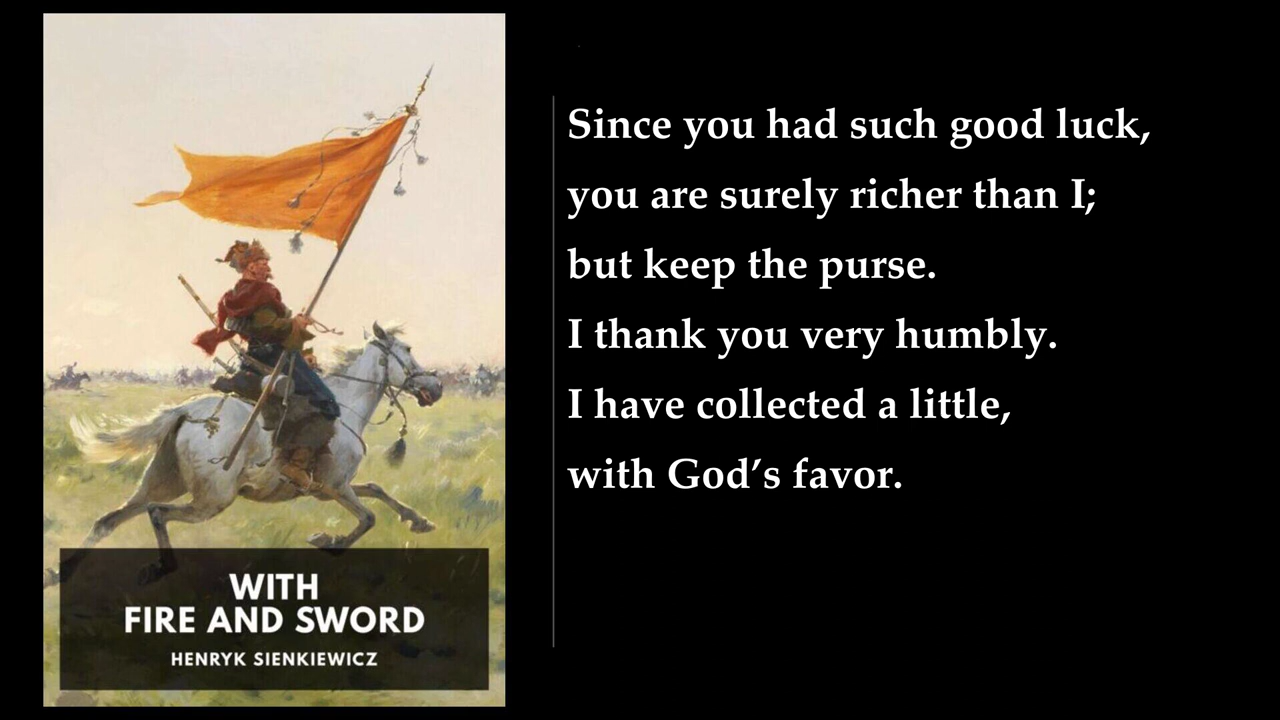 Since you had such good luck,
you are surely richer than I;
but keep the purse.
I thank you very humbly.
I have collected a little,
with God’s favor.
WITH
FIRE AND SWORD
HENRYK SIENKIEWICZ